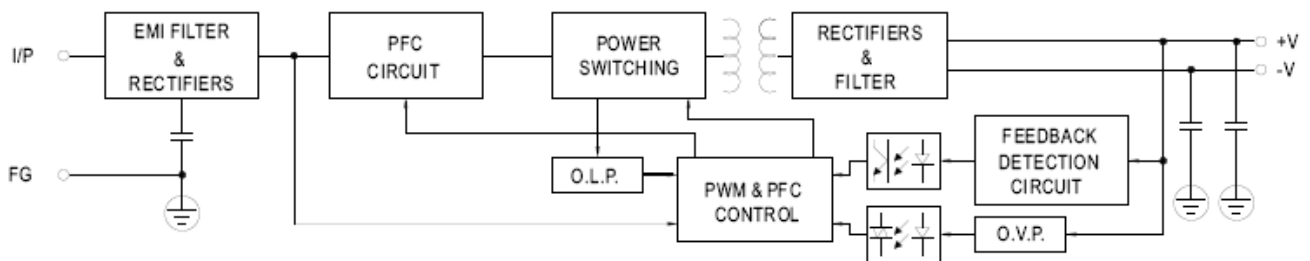 I/P
EMI FILTER
&
RECTIFIERS
PFC
CIRCUIT
POWER
SWITCHING
RECTIFIERS
&
FILTER
+V
-V
FG
O.L.P.
PWM & PFC
CONTROL
FEEDBACK
DETECTION
CIRCUIT
O.V.P.